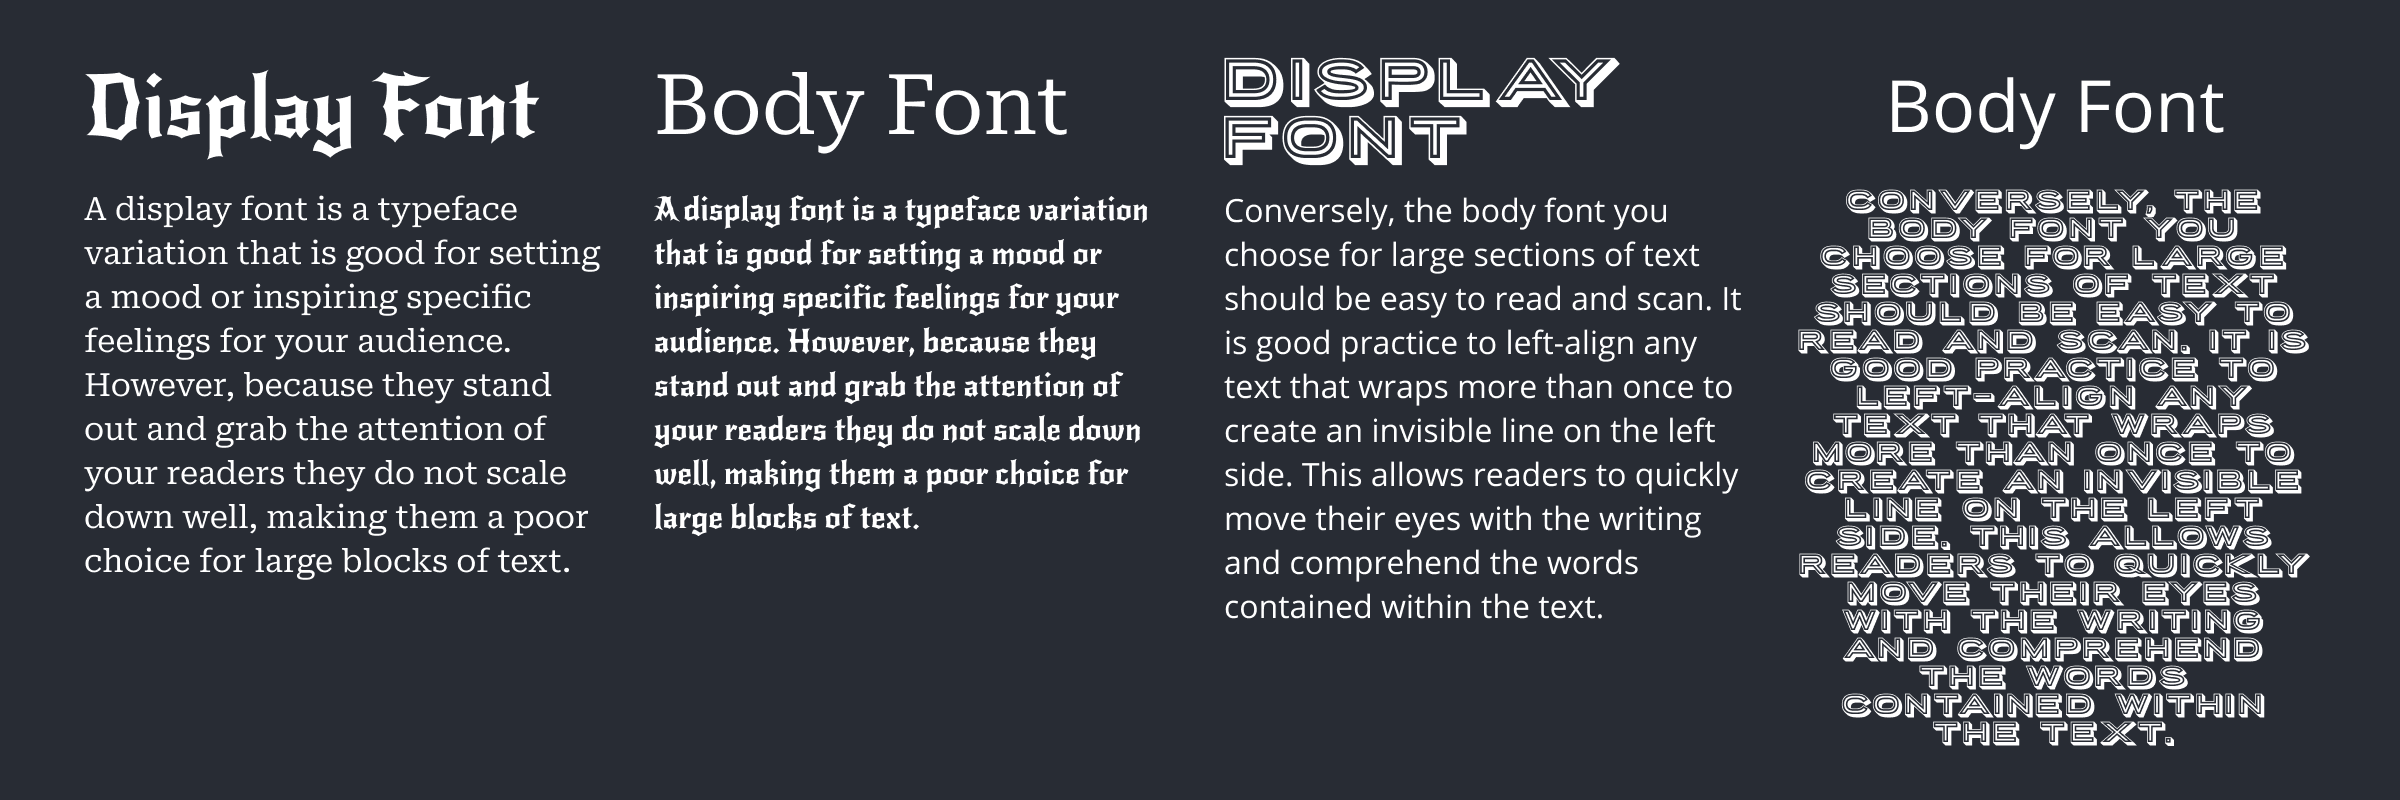 Display Font
A display font is a typeface
variation that is good for setting
a mood or inspiring specific
feelings for your audience.
However, because they stand
out and grab the attention of
your readers they do not scale
down well, making them a poor
choice for large blocks of text.
Body Font
A display font is a typeface variation
that is good for setting a mood or
inspiring specific feelings for your
audience. However, because they
stand out and grab the attention of
your readers they do not scale down
well, making them a poor choice for
large blocks of text.
DISPLAY
FONT
Conversely, the body font you
choose for large sections of text
should be easy to read and scan. It
is good practice to left-align any
text that wraps more than once to
create an invisible line on the left
side. This allows readers to quickly
move their eyes with the writing
and comprehend the words
contained within the text.
Body Font
CONVERSELY, THE
BODY FONT YOU
CHOOSE FOR LARGE
SECTIONS OF TEXT
SHOULD BE EASY TO
READ AND SCAN. IT IS
GOOD PRACTICE TO
LEFT-ALIGN ANY
TEXT THAT WRAPS
MORE THAN ONCE TO
CREATE AN INVISIBLE
LINE ON THE LEFT
SIDE. THIS ALLOWS
READERS TO QUICKLY
MOVE THEIR EYES
WITH THE WRITING
AND COMPREHEND
THE WORDS
CONTAINED WITHIN
THE TEXT.